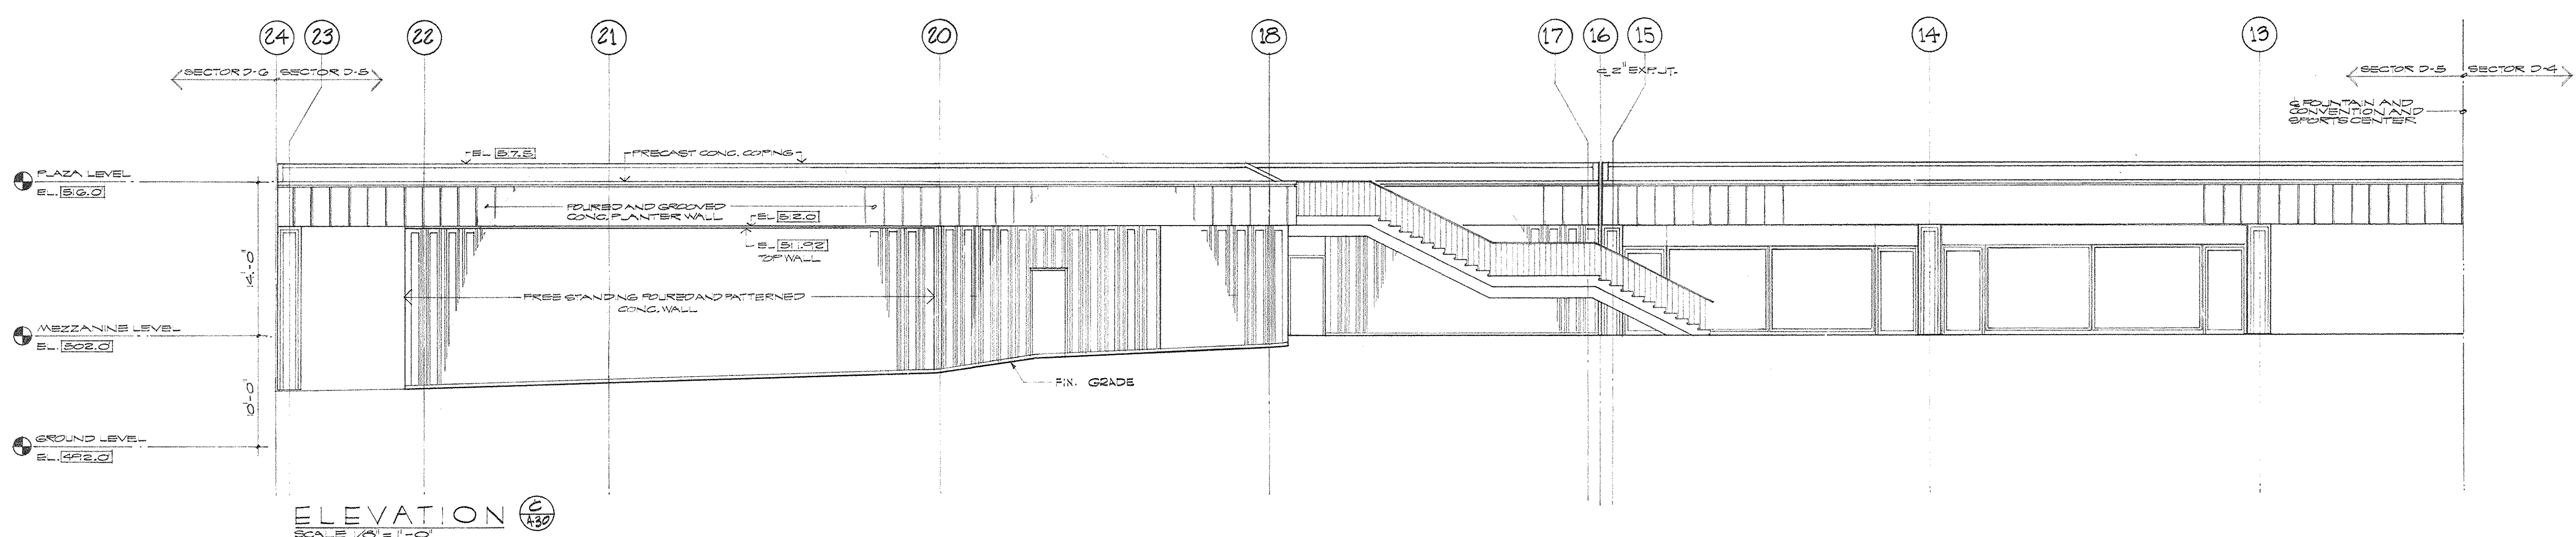 24 23 22 21 20 18 17 16 15 14 13
SECTOR D-6 SECTOR D-5
¢ 2" EXP. JT.
SECTOR D-5 SECTOR D-4
¢ FOUNTAIN AND
CONVENTION AND
SPORTS CENTER
EL. 517.5
PRECAST CONC. COPING
PLAZA LEVEL
EL. 516.0'
POURED AND GROOVED
CONC. PLANTER WALL
EL. 512.0
EL. 511.92
TOP WALL
14'-0"
FREE STANDING POURED AND PATTERNED
CONC. WALL
MEZZANINE LEVEL
EL. 502.0'
FIN. GRADE
10'-0"
GROUND LEVEL
EL. 492.0'
ELEVATION C
A-30
SCALE 1/8" = 1'-0"